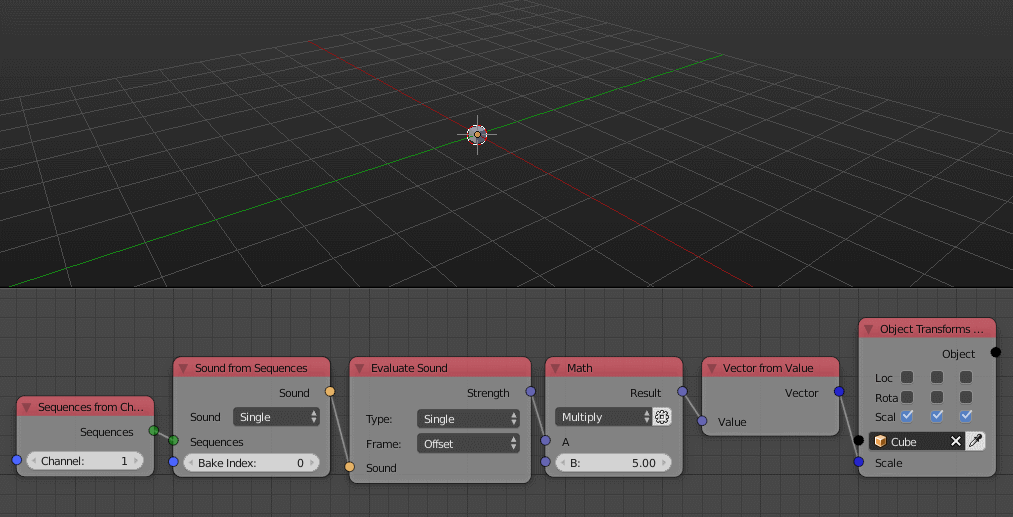 Sequences from Ch...
Sequences
Channel: 1
Sound from Sequences
Sound
Sound Single
Sequences
Bake Index: 0
Evaluate Sound
Strength
Type: Single
Frame: Offset
Sound
Math
Result
Multiply
A
B: 5.00
Vector from Value
Vector
Value
Object Transforms ...
Object
Loc
Rota
Scal
Cube
Scale